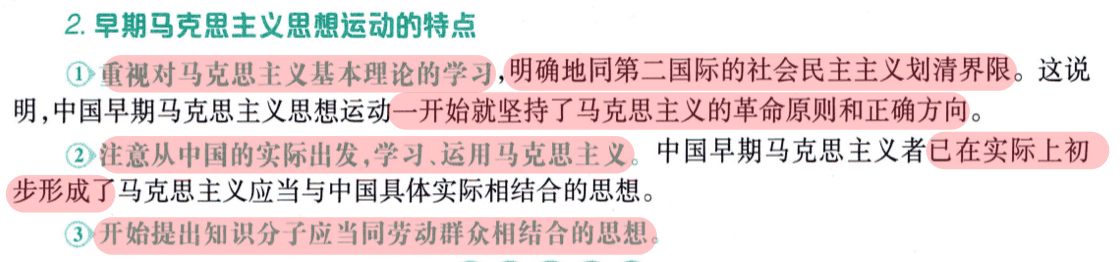 2. 早期马克思主义思想运动的特点
① 重视对马克思主义基本理论的学习,明确地同第二国际的社会民主主义划清界限。这说
明,中国早期马克思主义思想运动一开始就坚持了马克思主义的革命原则和正确方向。
② 注意从中国的实际出发,学习、运用马克思主义。中国早期马克思主义者已在实际上初
步形成了马克思主义应当与中国具体实际相结合的思想。
③ 开始提出知识分子应当同劳动群众相结合的思想。